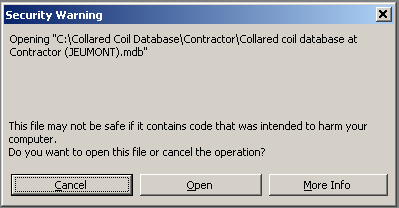 Security Warning
Opening "C:\Collared Coil Database\Contractor\Collared coil database at
Contractor (JEUMONT).mdb"
This file may not be safe if it contains code that was intended to harm your
computer.
Do you want to open this file or cancel the operation?
Cancel
Open
More Info